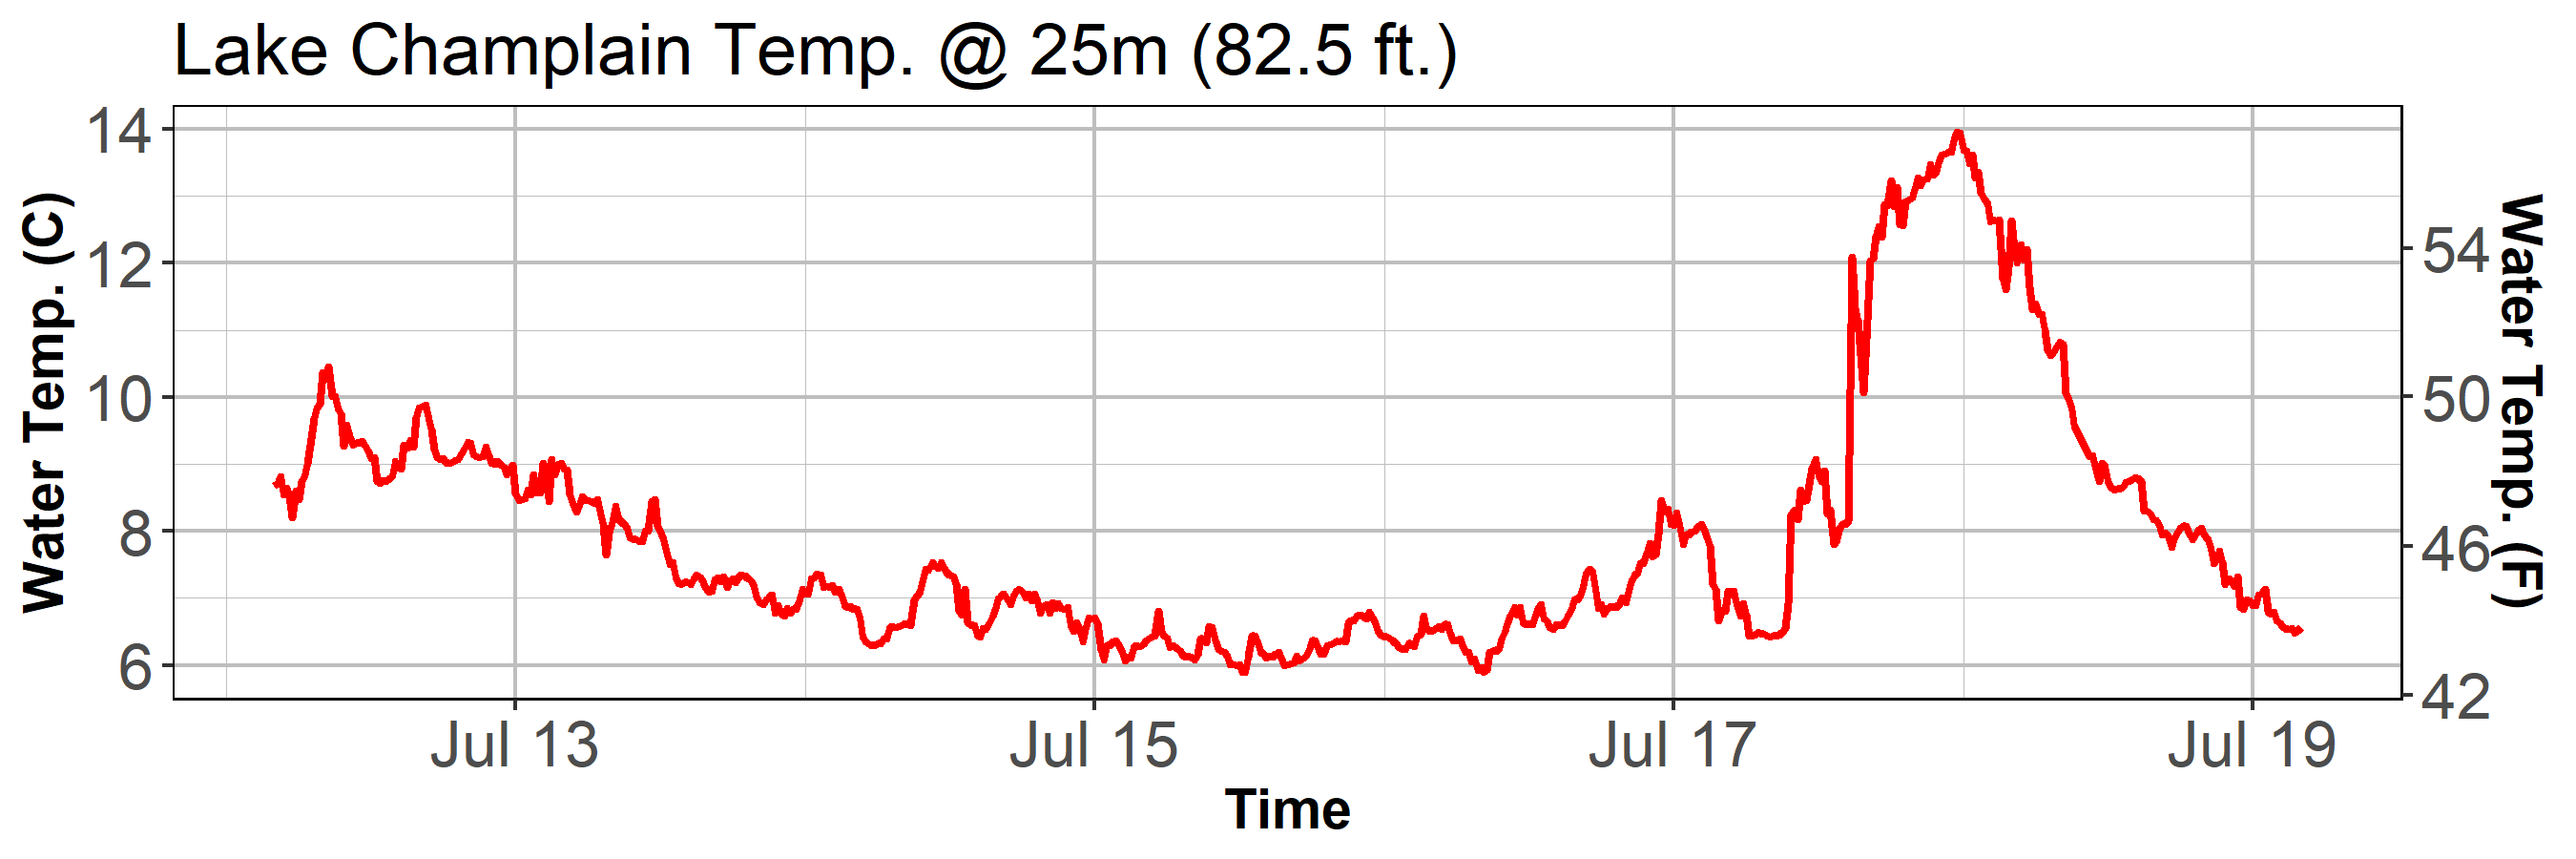 Lake Champlain Temp. @ 25m (82.5 ft.)
Water Temp. (C)
14
12
10
8
6
54
50
46
42
Water Temp. (F)
Jul 13
Jul 15
Jul 17
Jul 19
Time